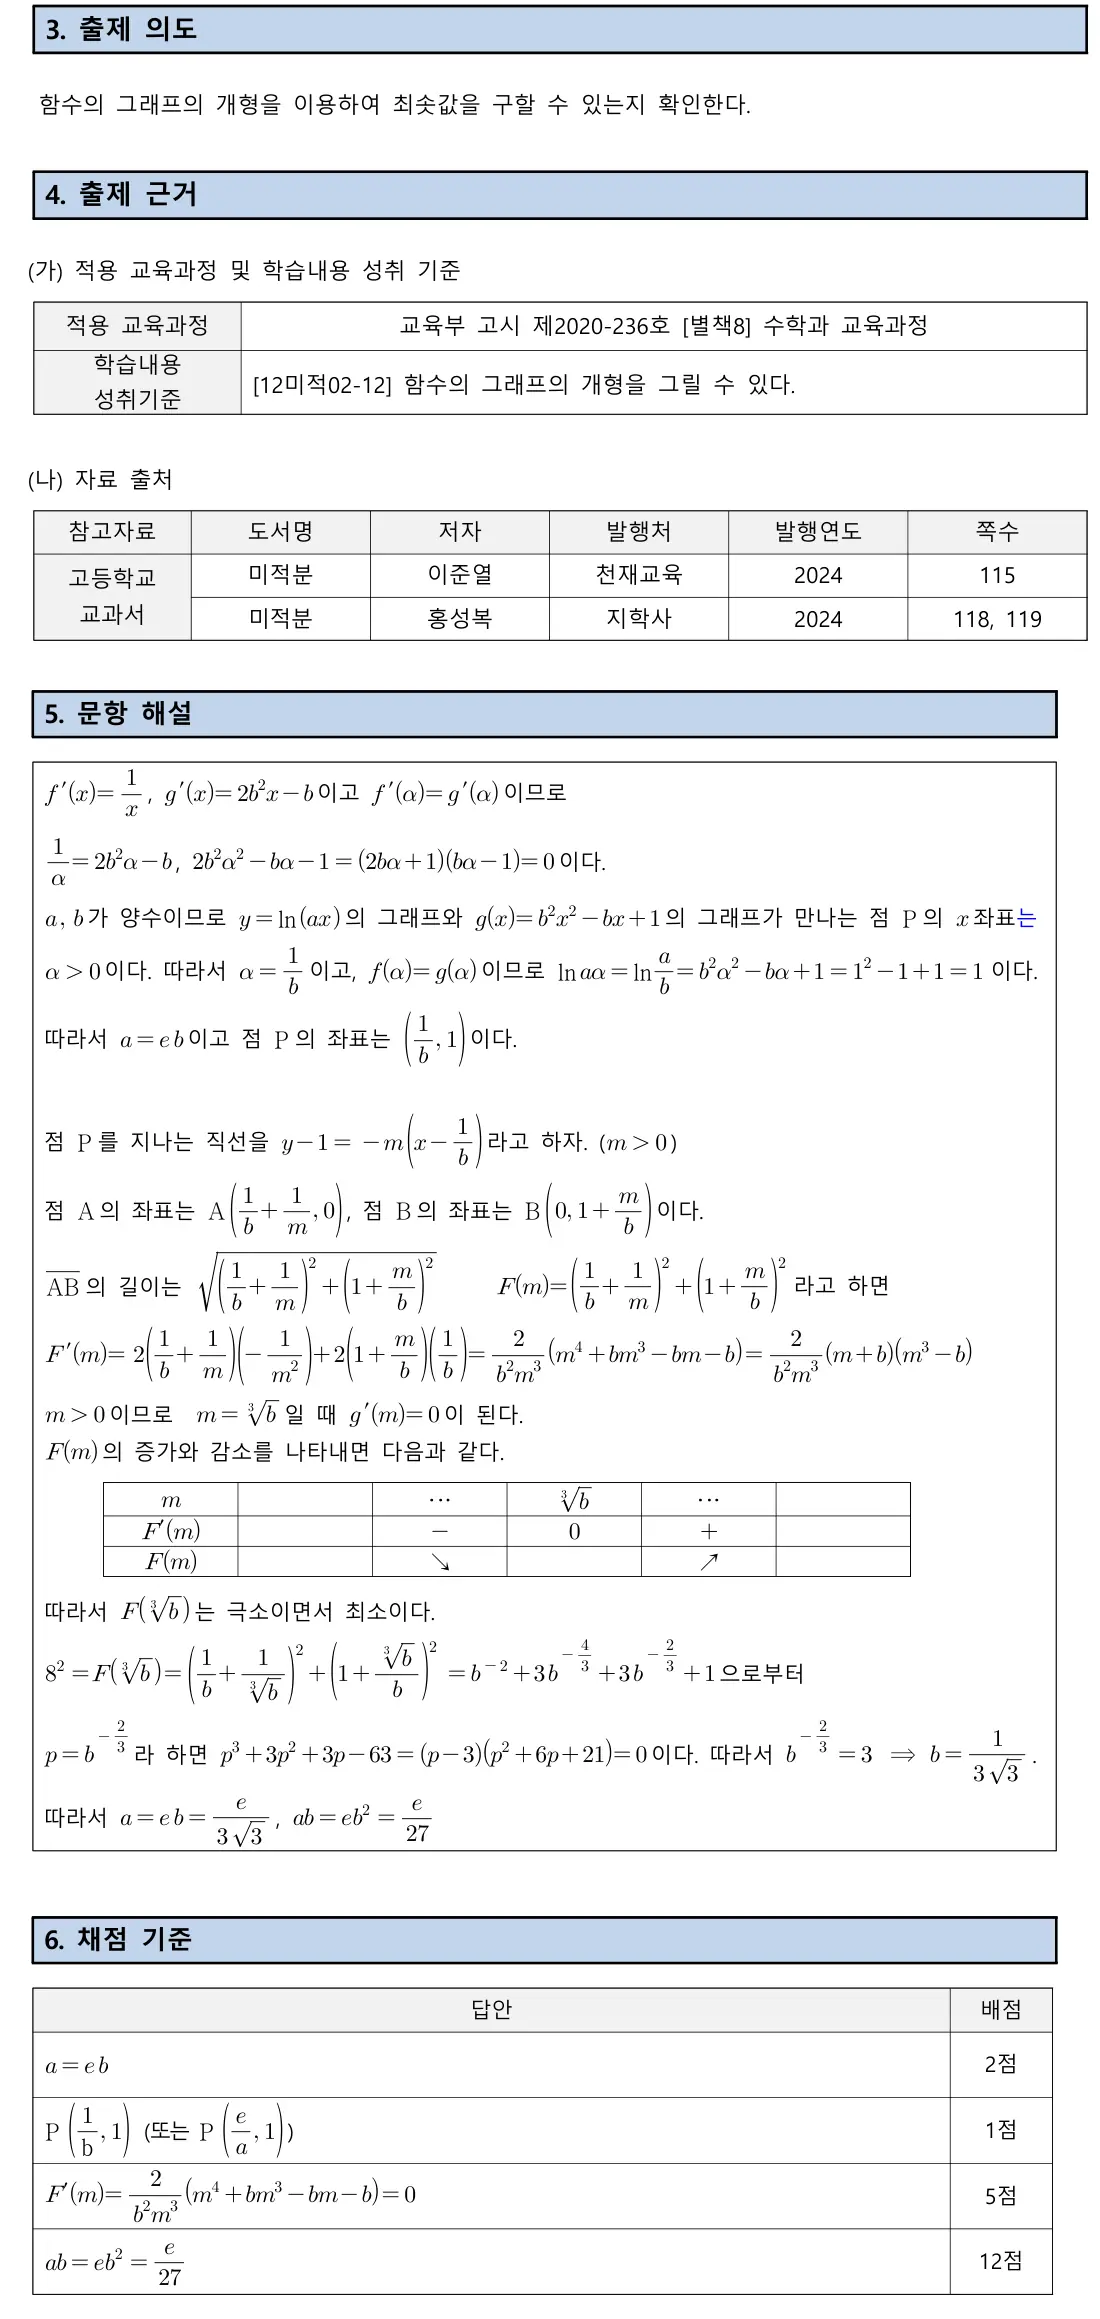 3. 출제 의도
함수의 그래프의 개형을 이용하여 최솟값을 구할 수 있는지 확인한다.
4. 출제 근거
(가) 적용 교육과정 및 학습내용 성취 기준
적용 교육과정 교육부 고시 제2020-236호 [별책8] 수학과 교육과정
학습내용
성취기준 [12미적02-12] 함수의 그래프의 개형을 그릴 수 있다.
(나) 자료 출처
참고자료 도서명 저자 발행처 발행연도 쪽수
고등학교
교과서 미적분 이준열 천재교육 2024 115
미적분 홍성복 지학사 2024 118, 119
5. 문항 해설
f′(x)=1/x, g′(x)=2b²x−b이고 f′(α)=g′(α)이므로
1/α=2b²α−b, 2b²α²−bα−1=(2bα+1)(bα−1)=0이다.
a, b가 양수이므로 y=ln(ax)의 그래프와 g(x)=b²x²−bx+1의 그래프가 만나는 점 P의 x좌표는
α>0이다. 따라서 α=1/b이고, f(α)=g(α)이므로 ln aα=ln a/b=b²α²−bα+1=1²−1+1=1 이다.
따라서 a=eb이고 점 P의 좌표는 (1/b, 1)이다.
점 P를 지나는 직선을 y−1=−m(x−1/b)라고 하자. (m>0)
점 A의 좌표는 A(1/b+1/m, 0), 점 B의 좌표는 B(0, 1+m/b)이다.
AB의 길이는 √((1/b+1/m)²+(1+m/b)²) F(m)=(1/b+1/m)²+(1+m/b)² 라고 하면
F′(m)=2(1/b+1/m)(−1/m²)+2(1+m/b)(1/b)=2/(b²m³)(m⁴+bm³−bm−b)=2/(b²m³)(m+b)(m³−b)
m>0이므로 m=∛b일 때 g′(m)=0이 된다.
F(m)의 증가와 감소를 나타내면 다음과 같다.
m ⋯ ∛b ⋯
F′(m) − 0 +
F(m) ↘ ↗
따라서 F(∛b)는 극소이면서 최소이다.
8²=F(∛b)=(1/b+1/∛b)²+(1+∛b/b)²=b^(−2)+3b^(−4/3)+3b^(−2/3)+1으로부터
p=b^(−2/3)라 하면 p³+3p²+3p−63=(p−3)(p²+6p+21)=0이다. 따라서 b^(−2/3)=3 ⟹ b=1/(3√3).
따라서 a=eb=e/(3√3), ab=eb²=e/27
6. 채점 기준
답안 배점
a=eb 2점
P(1/b, 1) (또는 P(e/a, 1)) 1점
F′(m)=2/(b²m³)(m⁴+bm³−bm−b)=0 5점
ab=eb²=e/27 12점